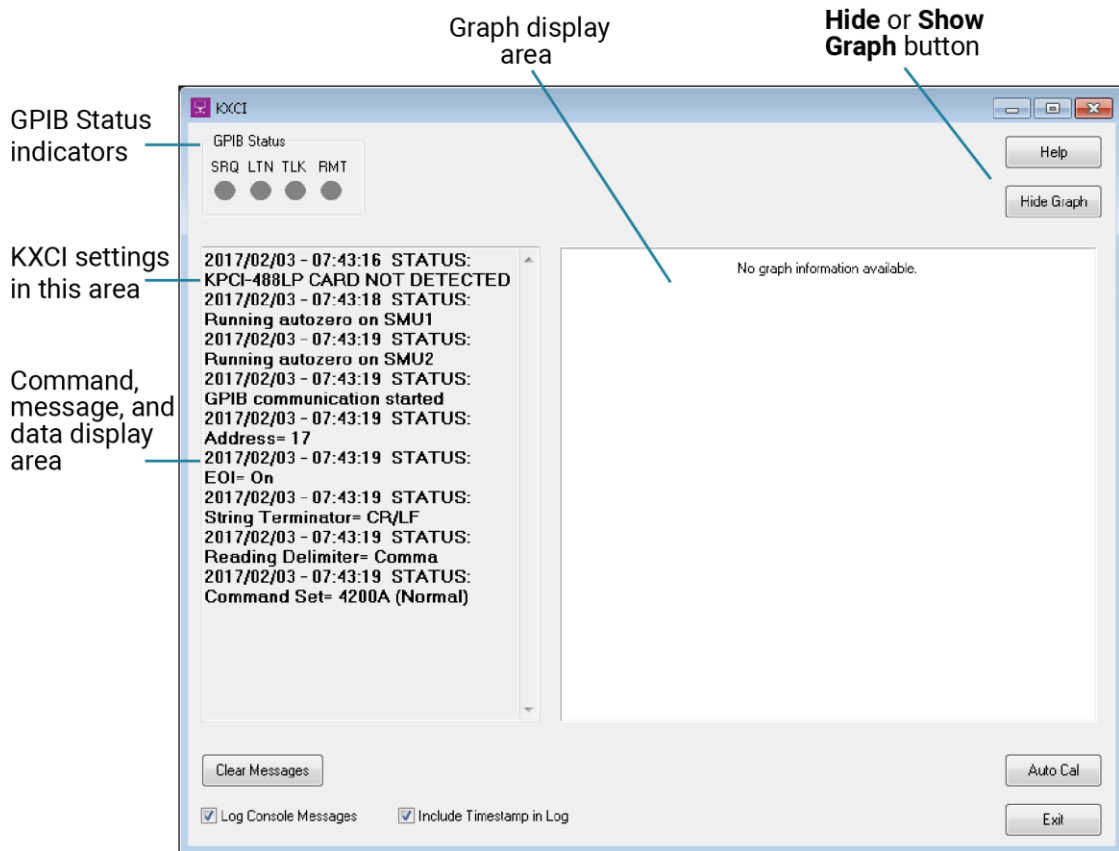 Graph display
area
Hide or Show
Graph button
GPIB Status
indicators
KXCI settings
in this area
Command,
message, and
data display
area
KXCI
GPIB Status
SRQ LTN TLK RMT
Help
Hide Graph
2017/02/03 - 07:43:16 STATUS:
KPCI-488LP CARD NOT DETECTED
2017/02/03 - 07:43:18 STATUS:
Running autozero on SMU1
2017/02/03 - 07:43:19 STATUS:
Running autozero on SMU2
2017/02/03 - 07:43:19 STATUS:
GPIB communication started
2017/02/03 - 07:43:19 STATUS:
Address= 17
2017/02/03 - 07:43:19 STATUS:
EOI= On
2017/02/03 - 07:43:19 STATUS:
String Terminator= CR/LF
2017/02/03 - 07:43:19 STATUS:
Reading Delimiter= Comma
2017/02/03 - 07:43:19 STATUS:
Command Set= 4200A (Normal)
No graph information available.
Clear Messages
Auto Cal
Log Console Messages
Include Timestamp in Log
Exit